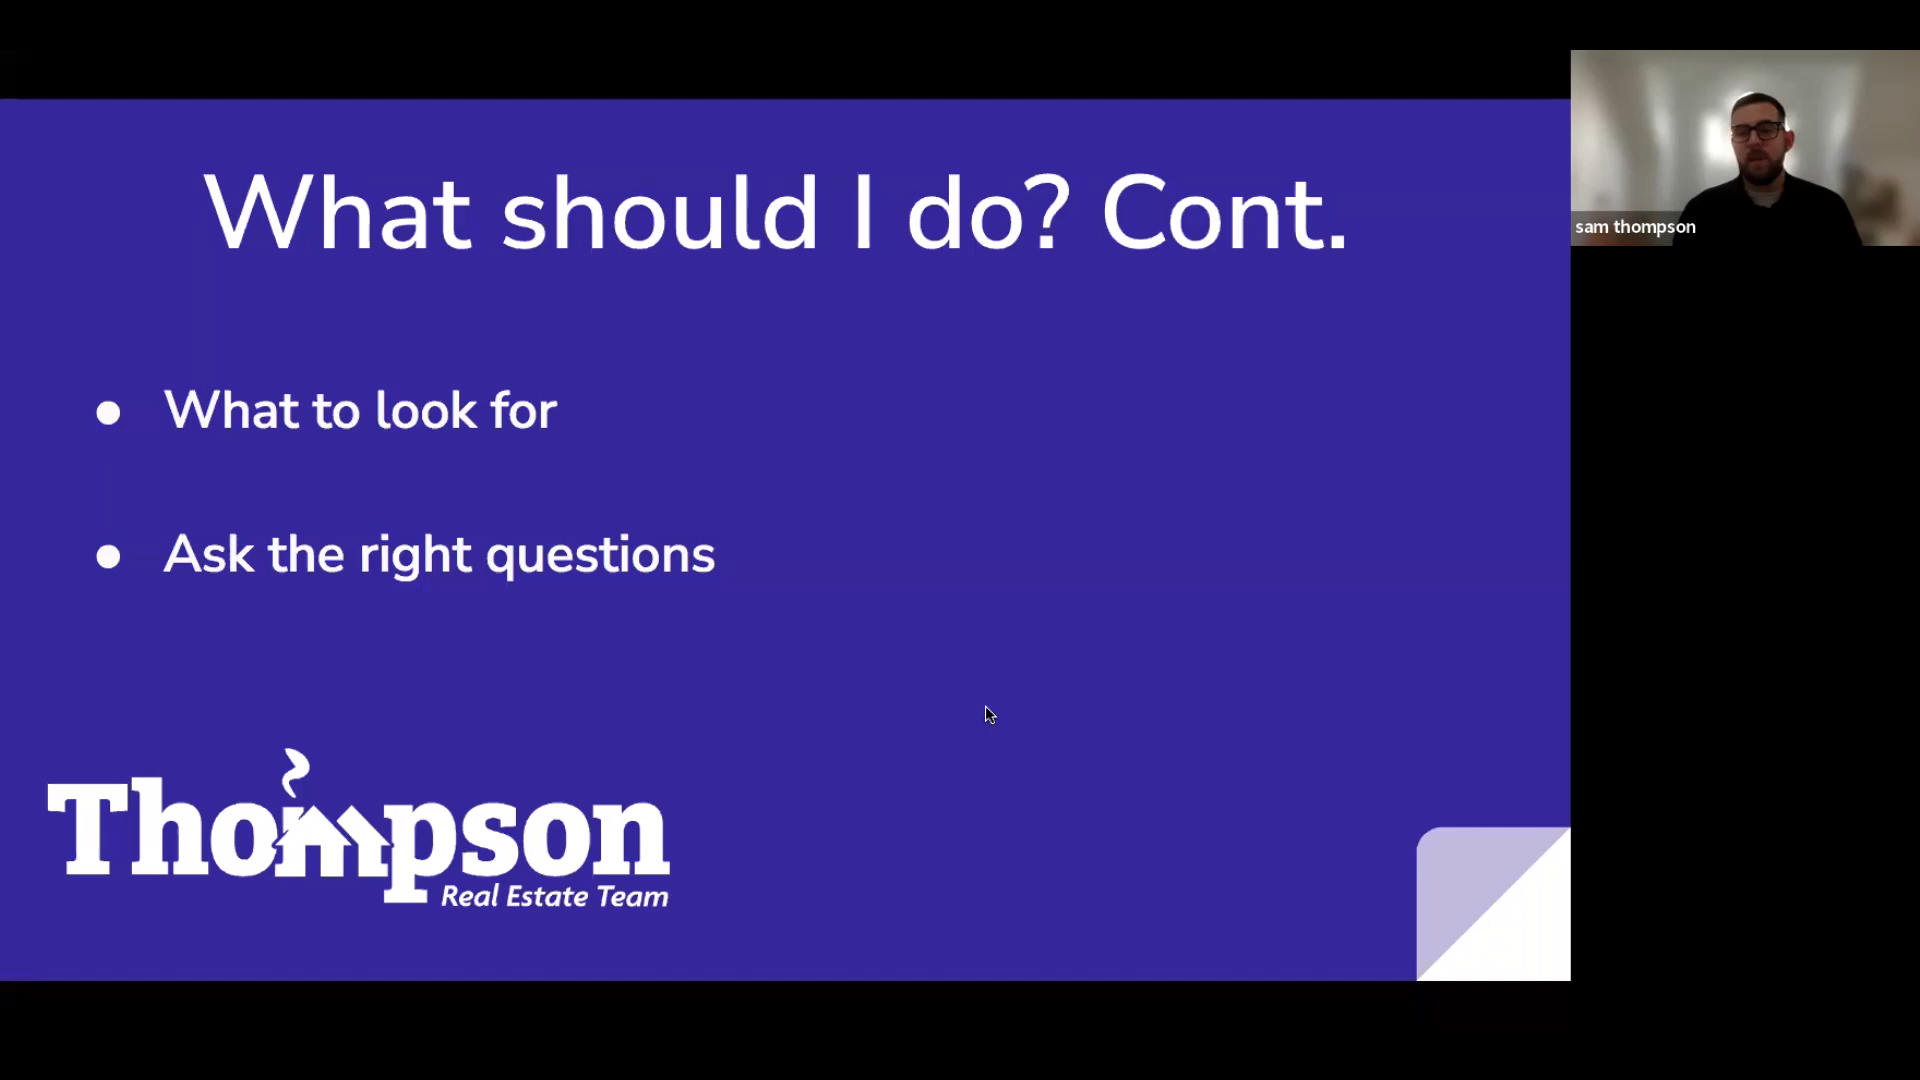 What should I do? Cont.
sam thompson
● What to look for
● Ask the right questions
Thompson
Real Estate Team